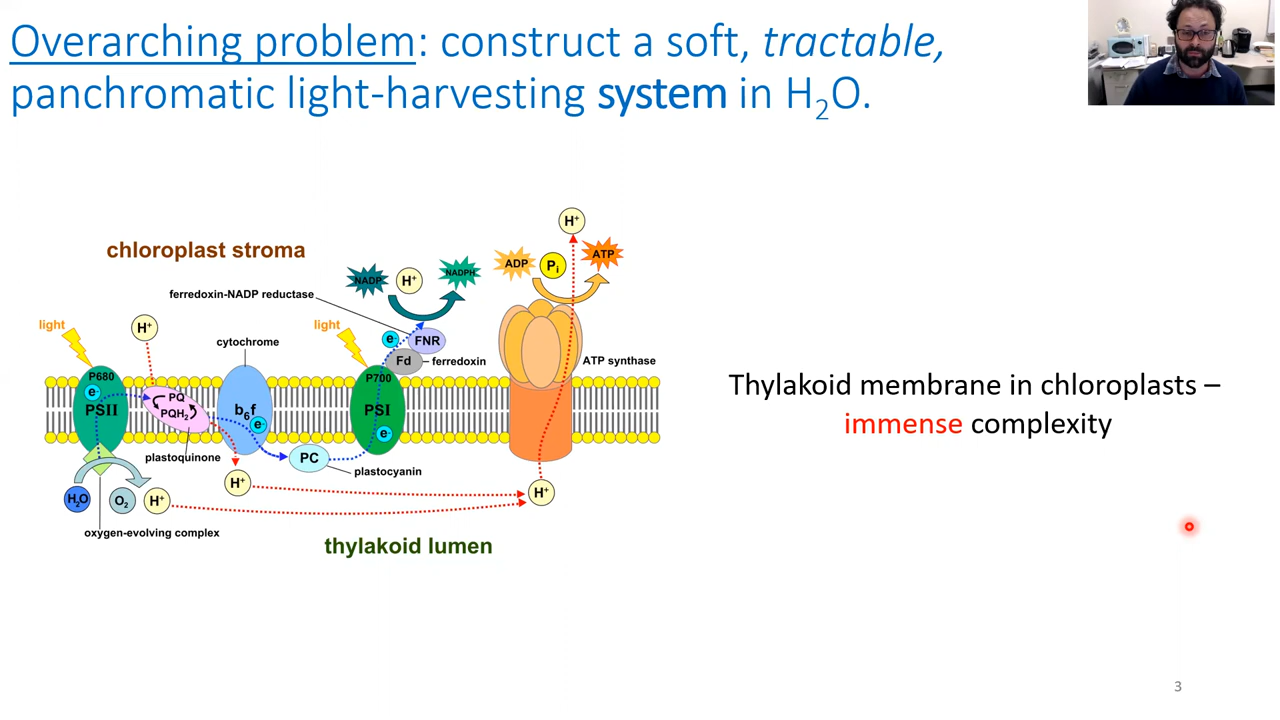 Overarching problem: construct a soft, tractable,
panchromatic light-harvesting system in H₂O.
chloroplast stroma
H⁺
NADP
H⁺
NADPH
ADP
Pᵢ
ATP
ferredoxin-NADP reductase
light
H⁺
light
cytochrome
e⁻
FNR
Fd
ferredoxin
ATP synthase
P680
e⁻
PSII
PQ
PQH₂
b₆f
e⁻
P700
PSI
e⁻
plastoquinone
PC
plastocyanin
H₂O
O₂
H⁺
H⁺
H⁺
oxygen-evolving complex
thylakoid lumen
Thylakoid membrane in chloroplasts –
immense complexity
3